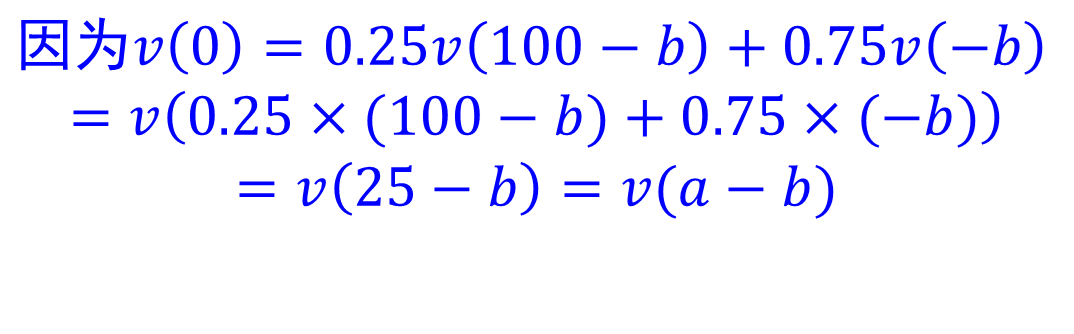 因为v(0) = 0.25v(100 − b) + 0.75v(−b)
= v(0.25 × (100 − b) + 0.75 × (−b))
= v(25 − b) = v(a − b)